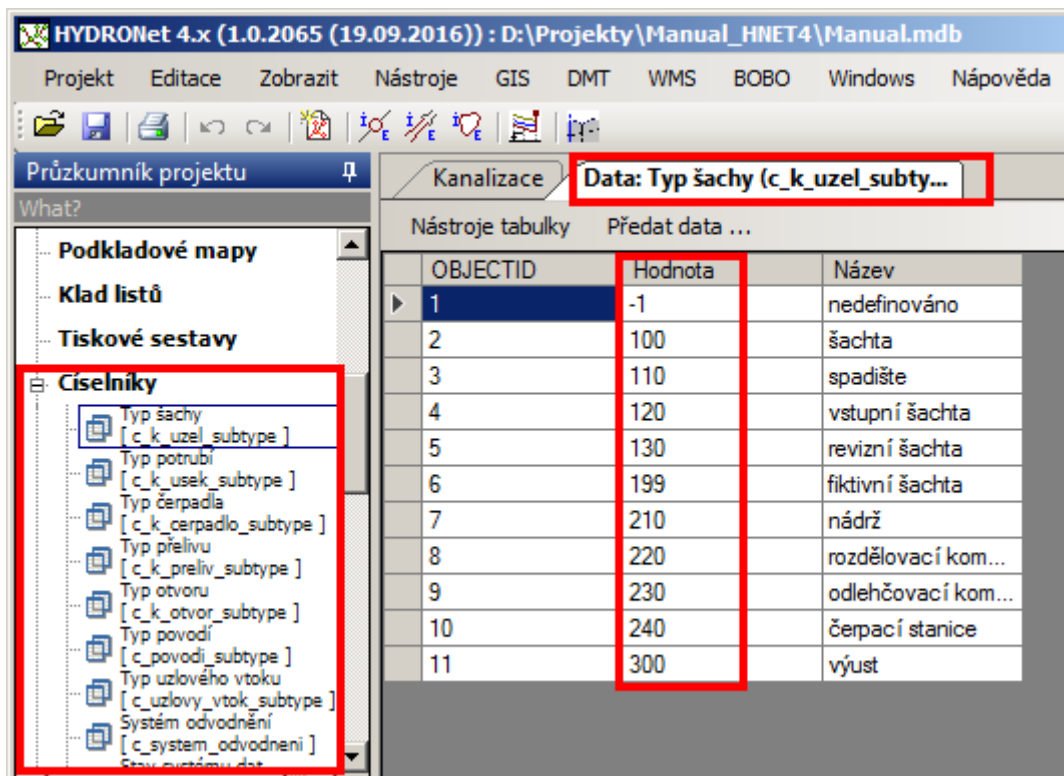 HYDRONet 4.x (1.0.2065 (19.09.2016)) : D:\Projekty\Manual_HNET4\Manual.mdb
Projekt Editace Zobrazit Nástroje GIS DMT WMS BOBO Windows Nápověda
Průzkumník projektu
What?
Podkladové mapy
Klad listů
Tiskové sestavy
Číselníky
Typ šachy
[ c_k_uzel_subtype ]
Typ potrubí
[ c_k_usek_subtype ]
Typ čerpadla
[ c_k_cerpadlo_subtype ]
Typ přelivu
[ c_k_preliv_subtype ]
Typ otvoru
[ c_k_otvor_subtype ]
Typ povodí
[ c_povodi_subtype ]
Typ uzlového vtoku
[ c_uzlovy_vtok_subtype ]
Systém odvodnění
[ c_system_odvodneni ]
Stav systému dat
Kanalizace Data: Typ šachy (c_k_uzel_subty...
Nástroje tabulky Předat data ...
OBJECTID Hodnota Název
1 -1 nedefinováno
2 100 šachta
3 110 spadište
4 120 vstupní šachta
5 130 revizní šachta
6 199 fiktivní šachta
7 210 nádrž
8 220 rozdělovací kom...
9 230 odlehčovací kom...
10 240 čerpací stanice
11 300 výust